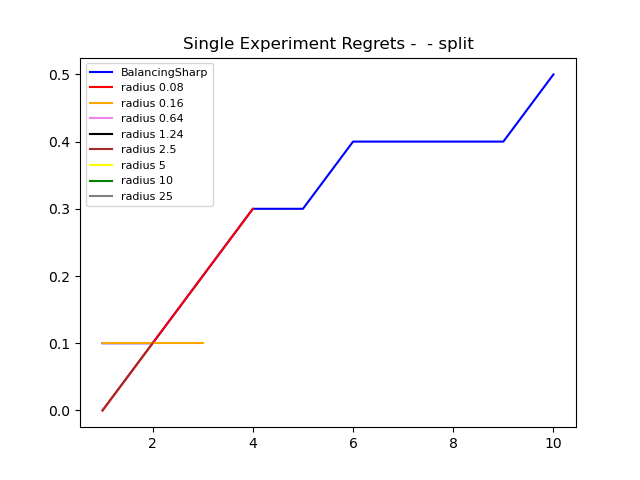 Single Experiment Regrets -  - split
BalancingSharp
radius 0.08
radius 0.16
radius 0.64
radius 1.24
radius 2.5
radius 5
radius 10
radius 25
0.5
0.4
0.3
0.2
0.1
0.0
2 4 6 8 10